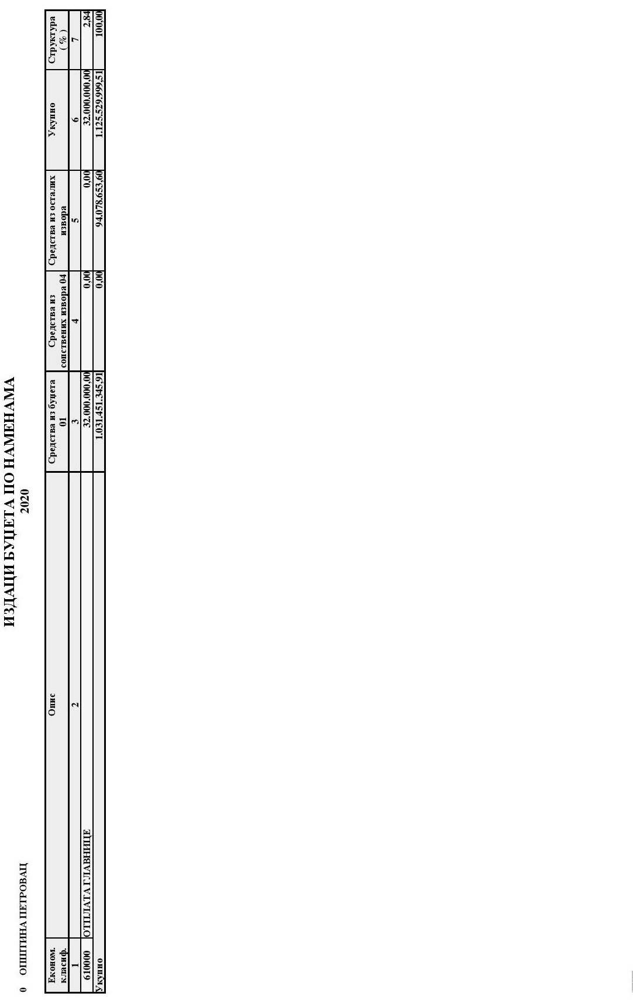 ИЗДАЦИ БУЏЕТА ПО НАМЕНАМА
2020
0 ОПШТИНА ПЕТРОВАЦ
Економ. класиф. Опис Средства из буџета 01 Средства из сопствених извора 04 Средства из осталих извора Укупно Структура ( % )
1 2 3 4 5 6 7
610000 ОТПЛАТА ГЛАВНИЦЕ 32.000.000,00 0,00 0,00 32.000.000,00 2,84
Укупно 1.031.451.345,91 0,00 94.078.653,60 1.125.529.999,51 100,00